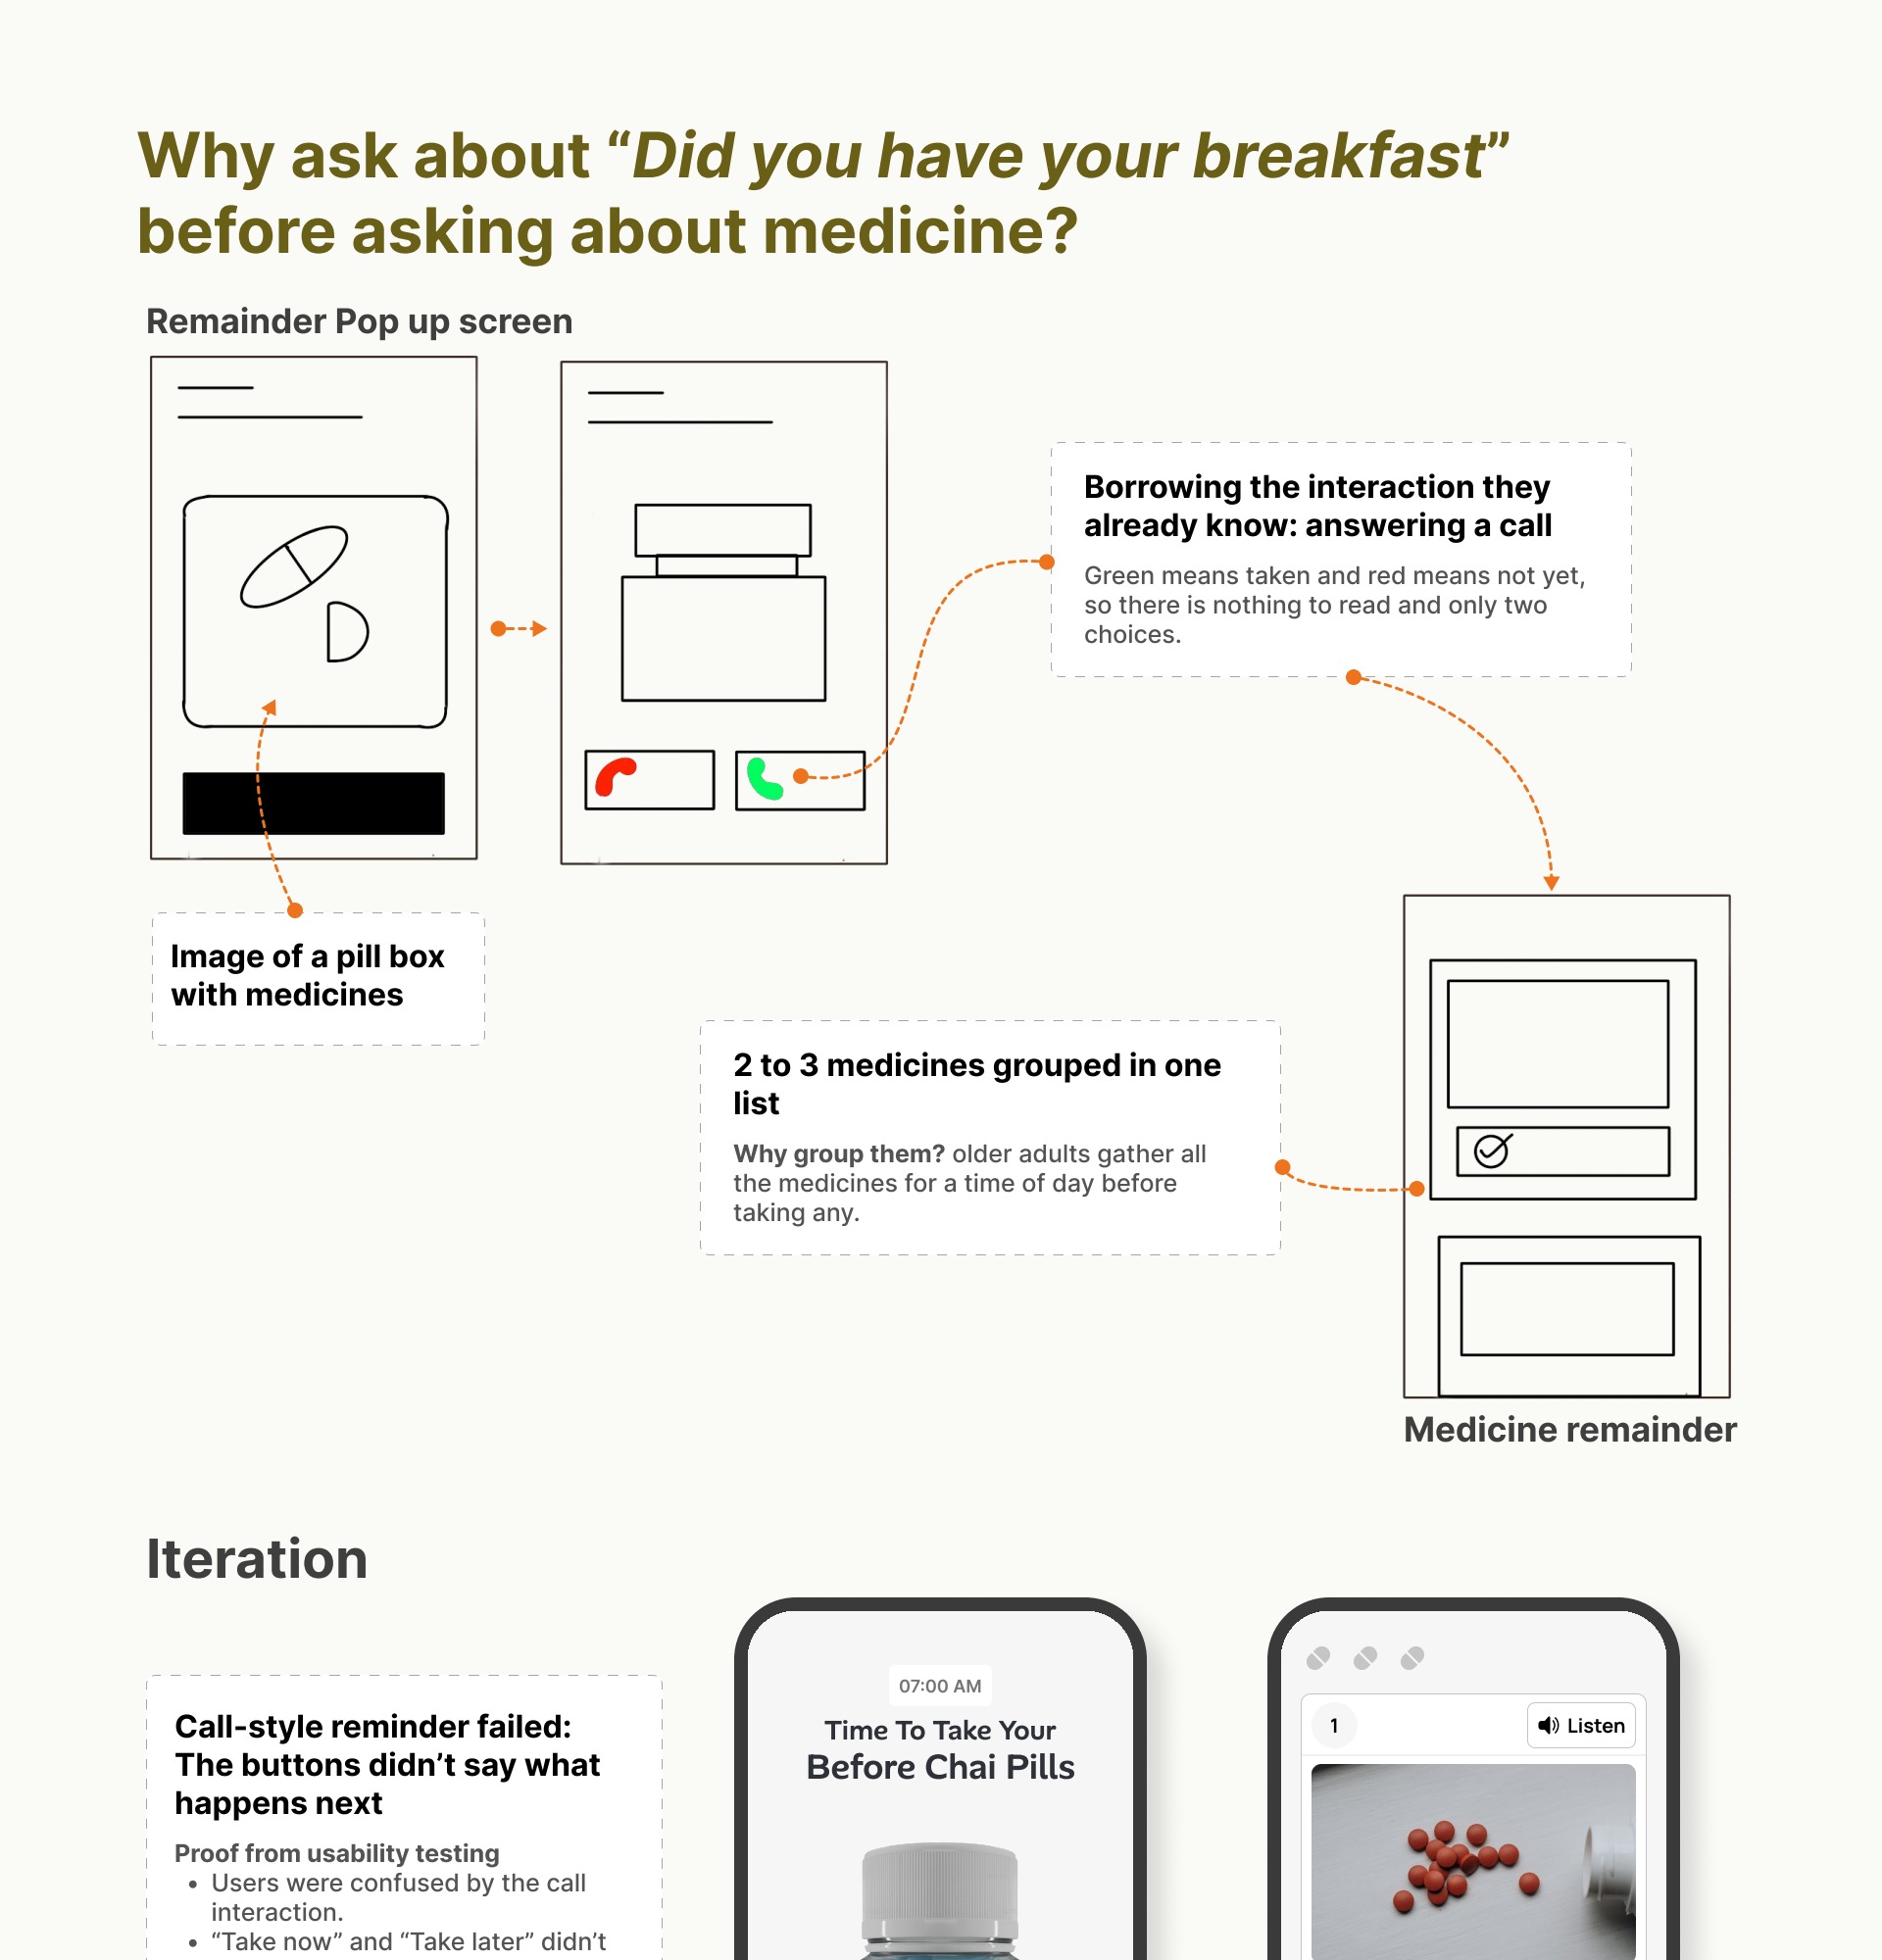 Why ask about “Did you have your breakfast”
before asking about medicine?
Remainder Pop up screen
Borrowing the interaction they
already know: answering a call
Green means taken and red means not yet,
so there is nothing to read and only two
choices.
Image of a pill box
with medicines
2 to 3 medicines grouped in one
list
Why group them? older adults gather all
the medicines for a time of day before
taking any.
Medicine remainder
Iteration
Call-style reminder failed:
The buttons didn’t say what
happens next
Proof from usability testing
• Users were confused by the call
interaction.
• “Take now” and “Take later” didn’t
07:00 AM
Time To Take Your
Before Chai Pills
1
Listen